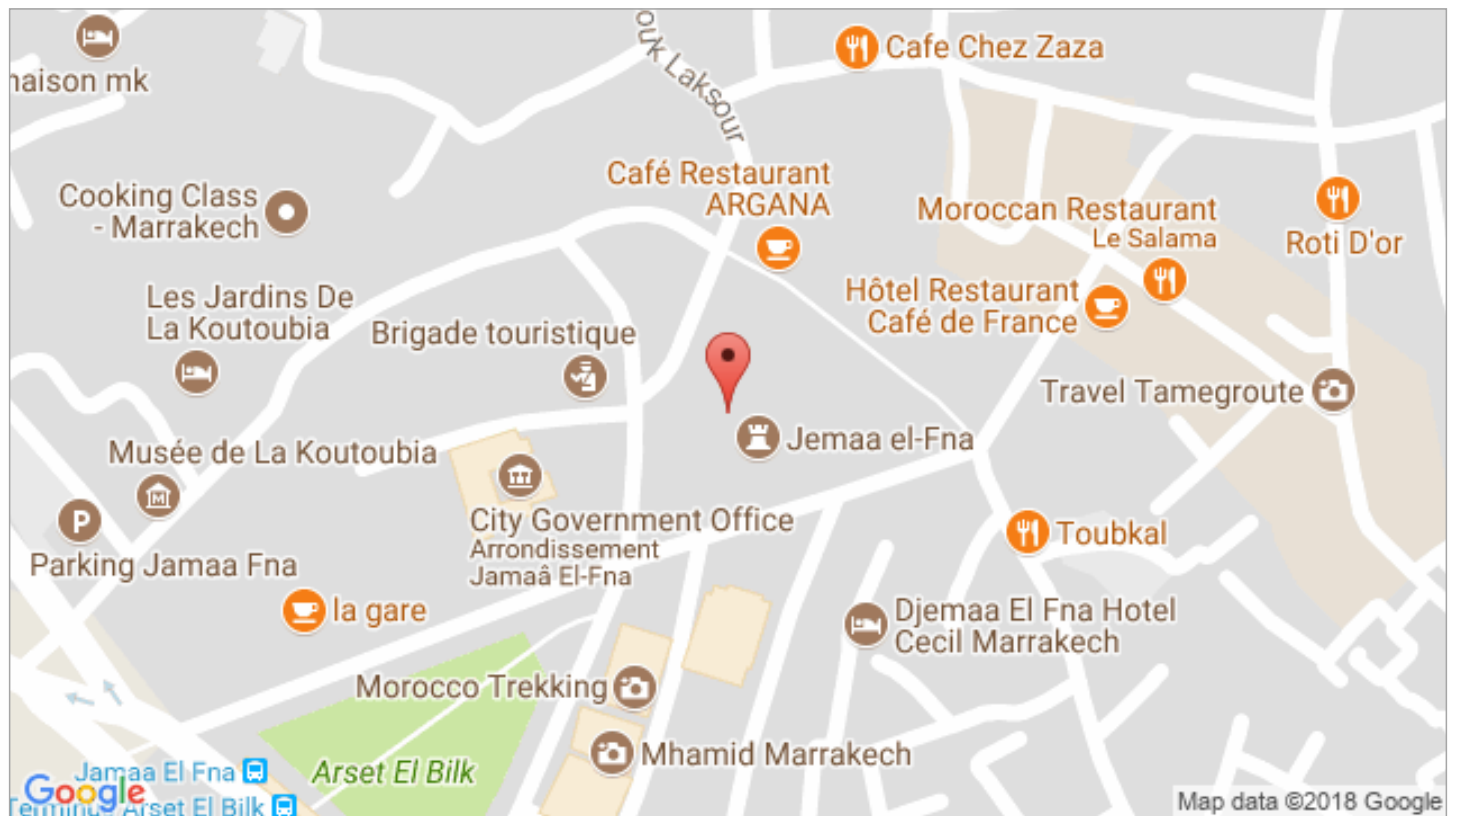 Cafe Chez Zaza
maison mk
ouk Laksour
Café Restaurant
ARGANA
Cooking Class
- Marrakech
Moroccan Restaurant
Le Salama
Roti D'or
Hôtel Restaurant
Café de France
Les Jardins De
La Koutoubia
Brigade touristique
Travel Tamegroute
Jemaa el-Fna
Musée de La Koutoubia
P
M
City Government Office
Arrondissement
Jamaâ El-Fna
Toubkal
Parking Jamaa Fna
la gare
Djemaa El Fna Hotel
Cecil Marrakech
Morocco Trekking
Mhamid Marrakech
Arset El Bilk
Jamaa El Fna
Google
Arset El Bilk
Map data ©2018 Google